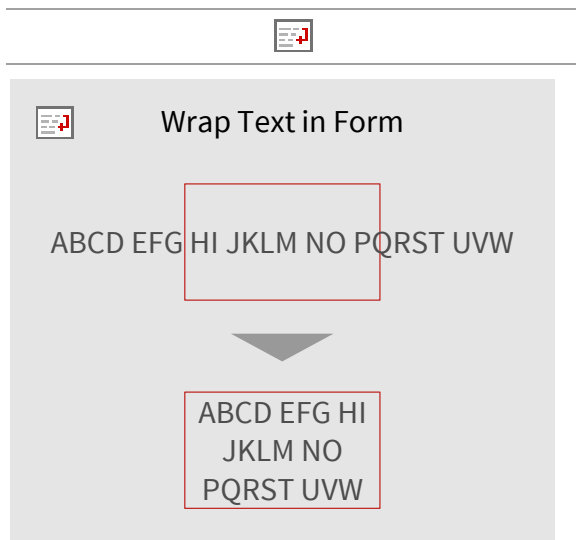 Wrap Text in Form
ABCD EFG HI JKLM NO PQRST UVW
ABCD EFG HI
JKLM NO
PQRST UVW